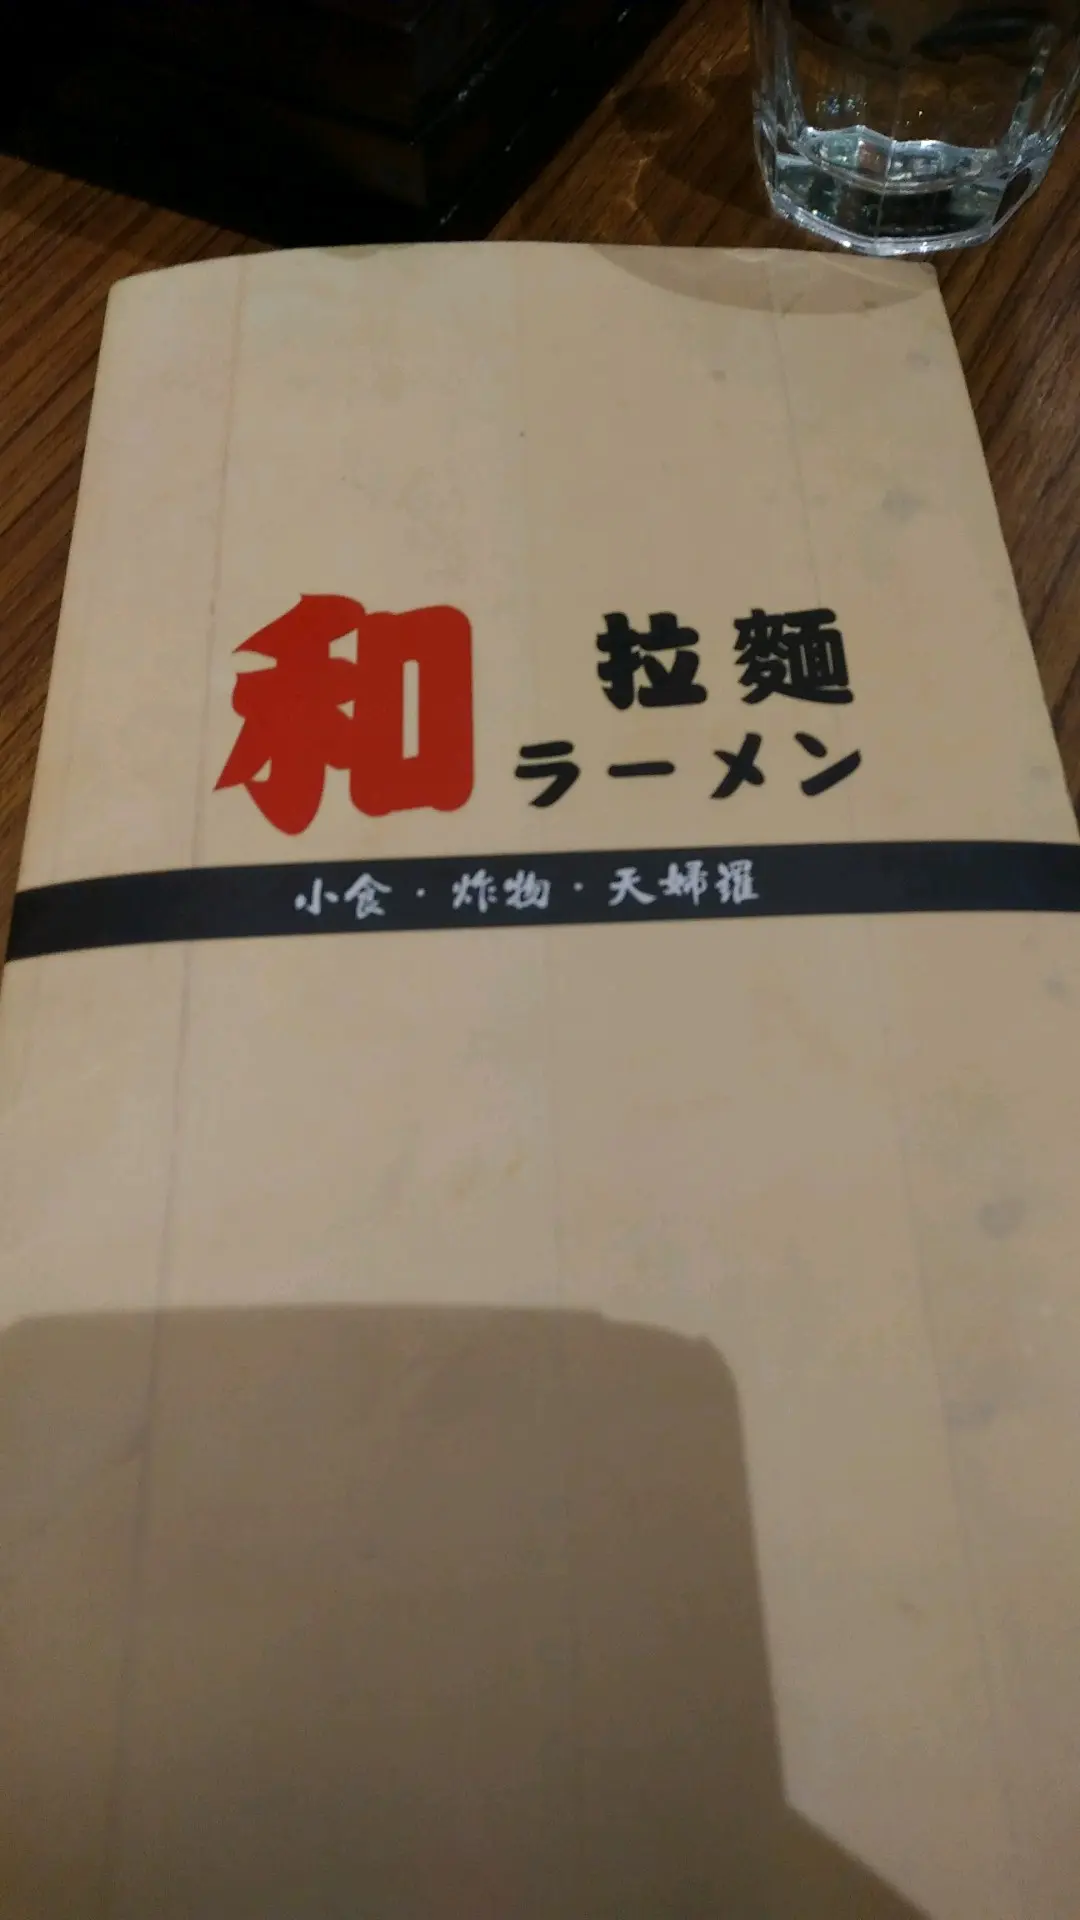 和 拉麵
ラーメン
小食・炸物・天婦羅